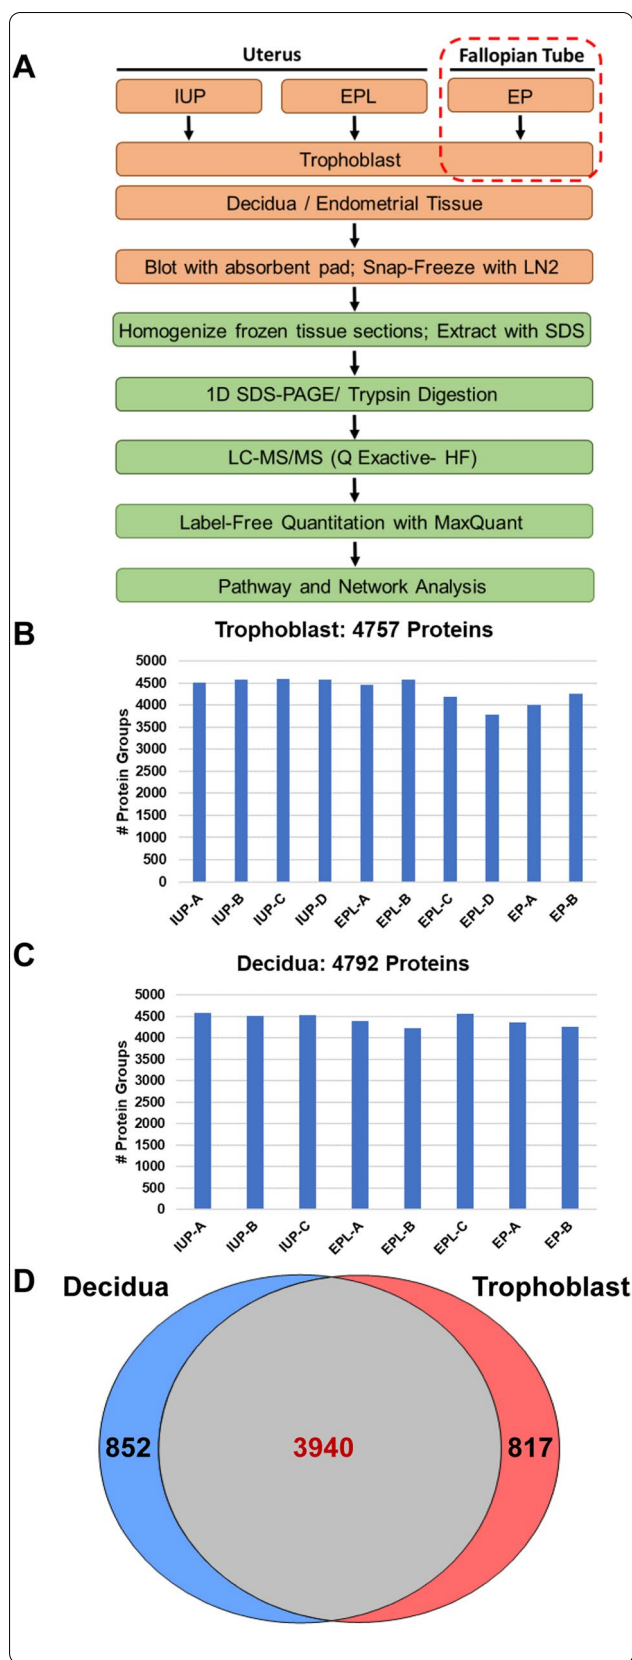 A
Uterus
Fallopian Tube
IUP
EPL
EP
Trophoblast
Decidua / Endometrial Tissue
Blot with absorbent pad; Snap-Freeze with LN2
Homogenize frozen tissue sections; Extract with SDS
1D SDS-PAGE/ Trypsin Digestion
LC-MS/MS (Q Exactive- HF)
Label-Free Quantitation with MaxQuant
Pathway and Network Analysis
B
Trophoblast: 4757 Proteins
# Protein Groups
5000
4500
4000
3500
3000
2500
2000
1500
1000
500
0
IUP-A
IUP-B
IUP-C
IUP-D
EPL-A
EPL-B
EPL-C
EPL-D
EP-A
EP-B
C
Decidua: 4792 Proteins
# Protein Groups
5000
4500
4000
3500
3000
2500
2000
1500
1000
500
0
IUP-A
IUP-B
IUP-C
EPL-A
EPL-B
EPL-C
EP-A
EP-B
D
Decidua
Trophoblast
852
3940
817